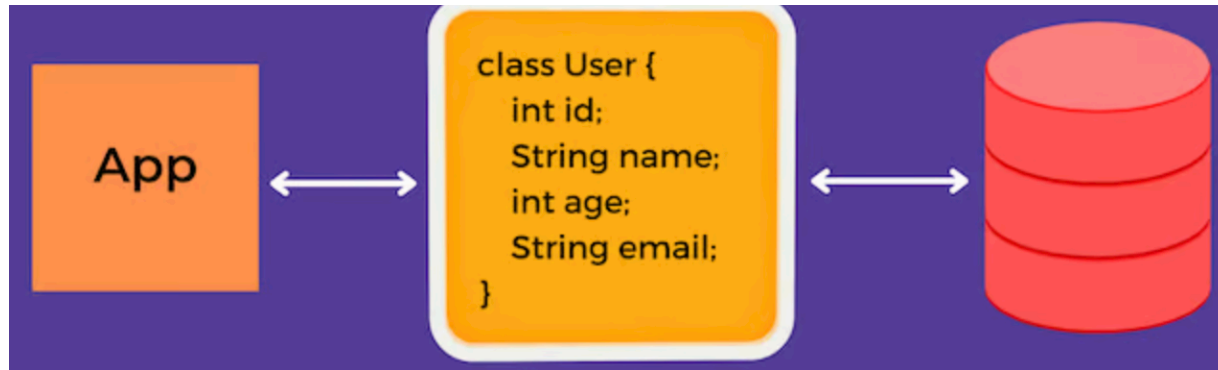 App
class User {
int id;
String name;
int age;
String email;
}